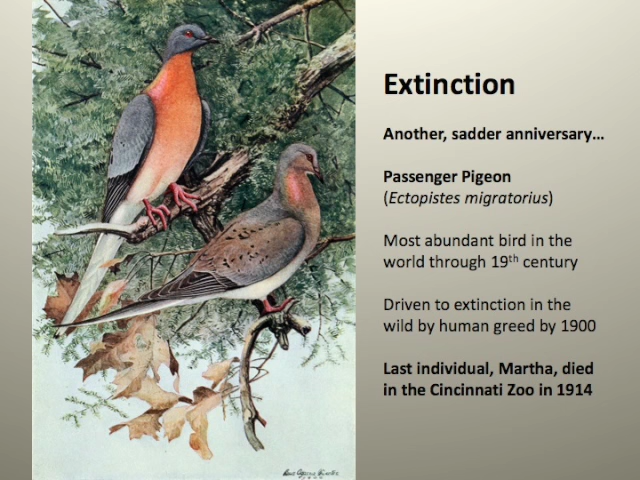 Extinction
Another, sadder anniversary…
Passenger Pigeon
(Ectopistes migratorius)
Most abundant bird in the
world through 19th century
Driven to extinction in the
wild by human greed by 1900
Last individual, Martha, died
in the Cincinnati Zoo in 1914